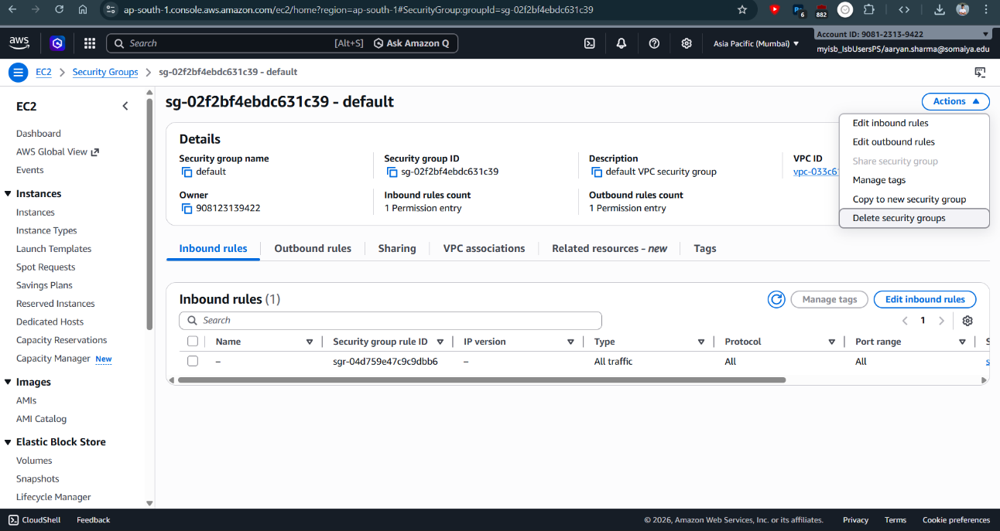 ap-south-1.console.aws.amazon.com/ec2/home?region=ap-south-1#SecurityGroup:groupId=sg-02f2bf4ebdc631c39
6
882
aws
Search
[Alt+S]
Ask Amazon Q
Asia Pacific (Mumbai)
Account ID: 9081-2313-9422
myisb_IsbUsersPS/aaryan.sharma@somaiya.edu
EC2
Security Groups
sg-02f2bf4ebdc631c39 - default
EC2
Dashboard
AWS Global View
Events
Instances
Instances
Instance Types
Launch Templates
Spot Requests
Savings Plans
Reserved Instances
Dedicated Hosts
Capacity Reservations
Capacity Manager New
Images
AMIs
AMI Catalog
Elastic Block Store
Volumes
Snapshots
Lifecycle Manager
sg-02f2bf4ebdc631c39 - default
Actions
Edit inbound rules
Edit outbound rules
Share security group
Manage tags
Copy to new security group
Delete security groups
Details
Security group name
default
Security group ID
sg-02f2bf4ebdc631c39
Description
default VPC security group
VPC ID
vpc-033c6
Owner
908123139422
Inbound rules count
1 Permission entry
Outbound rules count
1 Permission entry
Inbound rules
Outbound rules
Sharing
VPC associations
Related resources - new
Tags
Inbound rules (1)
Manage tags
Edit inbound rules
Search
1
Name
Security group rule ID
IP version
Type
Protocol
Port range
–
sgr-04d759e47c9c9dbb6
–
All traffic
All
All
CloudShell
Feedback
© 2026, Amazon Web Services, Inc. or its affiliates.
Privacy
Terms
Cookie preferences